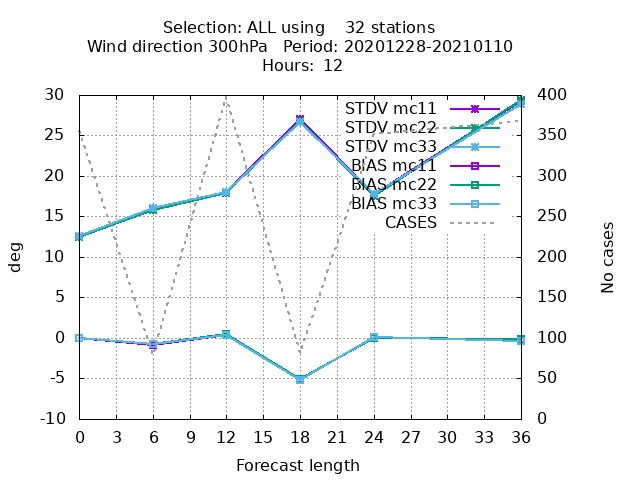 Selection: ALL using    32 stations
Wind direction 300hPa   Period: 20201228-20210110
Hours:  12
30
25
20
15
10
5
0
-5
-10
deg
400
350
300
250
200
150
100
50
0
No cases
STDV mc11
STDV mc22
STDV mc33
BIAS mc11
BIAS mc22
BIAS mc33
CASES
0 3 6 9 12 15 18 21 24 27 30 33 36
Forecast length